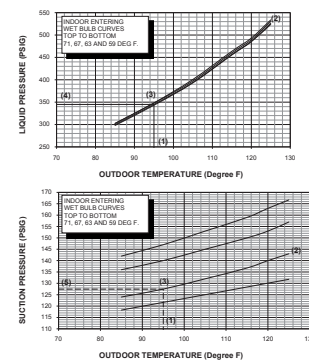 550
500
450
400
350
300
250
LIQUID PRESSURE (PSIG)
INDOOR ENTERING
WET BULB CURVES
TOP TO BOTTOM
71, 67, 63 AND 59 DEG F.
(2)
(4)
(3)
(1)
70 80 90 100 110 120 130
OUTDOOR TEMPERATURE (Degree F)
170
165
160
155
150
145
140
135
130
125
120
115
110
SUCTION PRESSURE (PSIG)
INDOOR ENTERING
WET BULB CURVES
TOP TO BOTTOM
71, 67, 63 AND 59 DEG F.
(2)
(5)
(3)
(1)
70 80 90 100 110 120 130
OUTDOOR TEMPERATURE (Degree F)